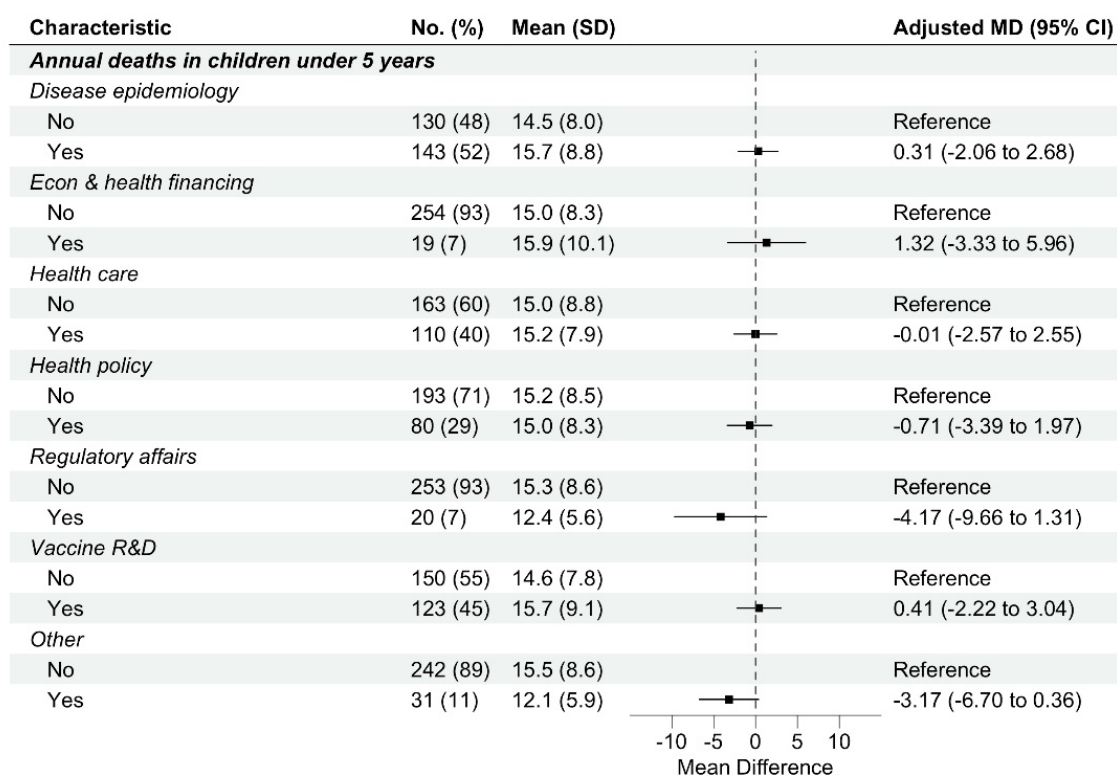 Characteristic No. (%) Mean (SD) Adjusted MD (95% CI)
Annual deaths in children under 5 years
Disease epidemiology
No 130 (48) 14.5 (8.0) Reference
Yes 143 (52) 15.7 (8.8) 0.31 (-2.06 to 2.68)
Econ & health financing
No 254 (93) 15.0 (8.3) Reference
Yes 19 (7) 15.9 (10.1) 1.32 (-3.33 to 5.96)
Health care
No 163 (60) 15.0 (8.8) Reference
Yes 110 (40) 15.2 (7.9) -0.01 (-2.57 to 2.55)
Health policy
No 193 (71) 15.2 (8.5) Reference
Yes 80 (29) 15.0 (8.3) -0.71 (-3.39 to 1.97)
Regulatory affairs
No 253 (93) 15.3 (8.6) Reference
Yes 20 (7) 12.4 (5.6) -4.17 (-9.66 to 1.31)
Vaccine R&D
No 150 (55) 14.6 (7.8) Reference
Yes 123 (45) 15.7 (9.1) 0.41 (-2.22 to 3.04)
Other
No 242 (89) 15.5 (8.6) Reference
Yes 31 (11) 12.1 (5.9) -3.17 (-6.70 to 0.36)
-10 -5 0 5 10
Mean Difference